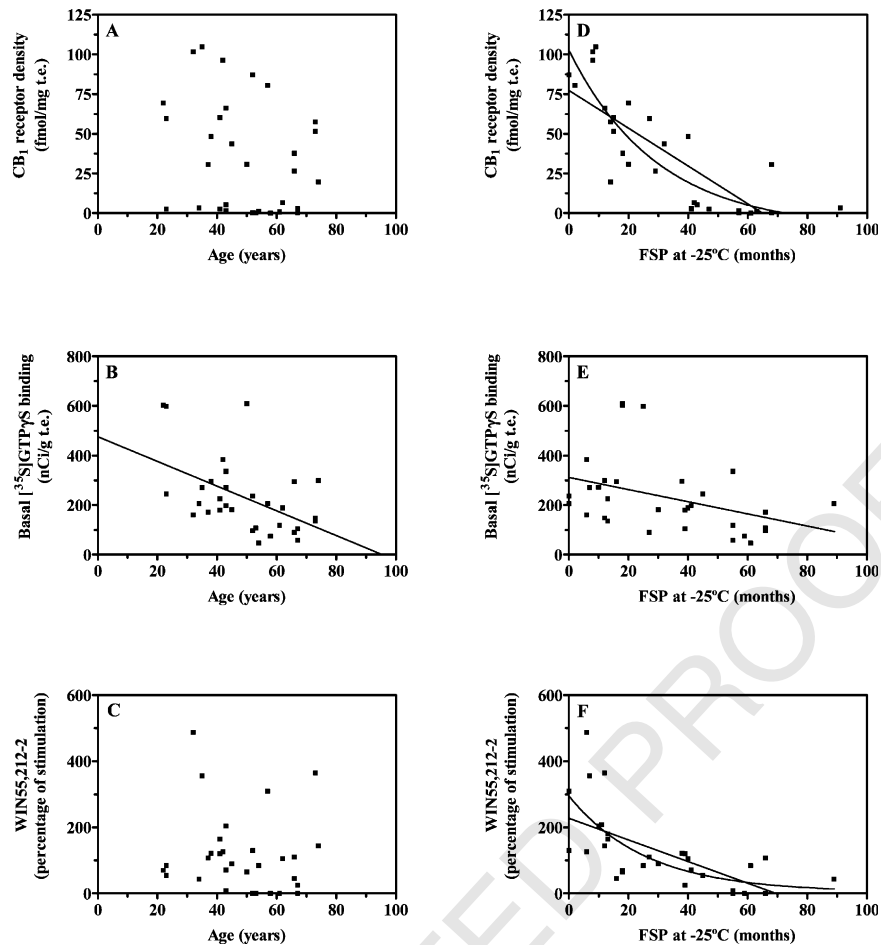 A
CB1 receptor density
(fmol/mg t.e.)
125
100
75
50
25
0
0 20 40 60 80 100
Age (years)
D
CB1 receptor density
(fmol/mg t.e.)
125
100
75
50
25
0
0 20 40 60 80 100
FSP at -25ºC (months)
B
Basal [35S]GTPγS binding
(nCi/g t.e.)
800
600
400
200
0
0 20 40 60 80 100
Age (years)
E
Basal [35S]GTPγS binding
(nCi/g t.e.)
800
600
400
200
0
0 20 40 60 80 100
FSP at -25ºC (months)
C
WIN55,212-2
(percentage of stimulation)
600
400
200
0
0 20 40 60 80 100
Age (years)
F
WIN55,212-2
(percentage of stimulation)
600
400
200
0
0 20 40 60 80 100
FSP at -25ºC (months)
TED PROOF